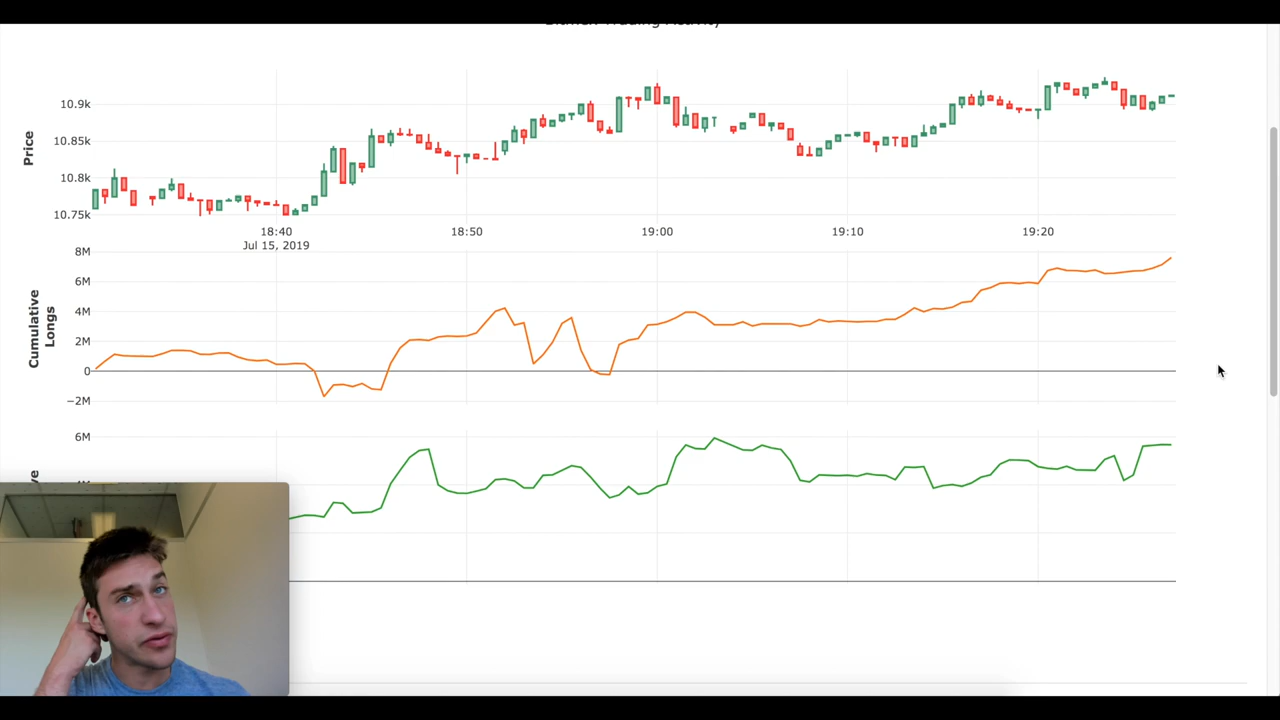 Price
10.9k
10.85k
10.8k
10.75k
18:40
18:50
19:00
19:10
19:20
Jul 15, 2019
Cumulative
Longs
8M
6M
4M
2M
0
−2M
6M